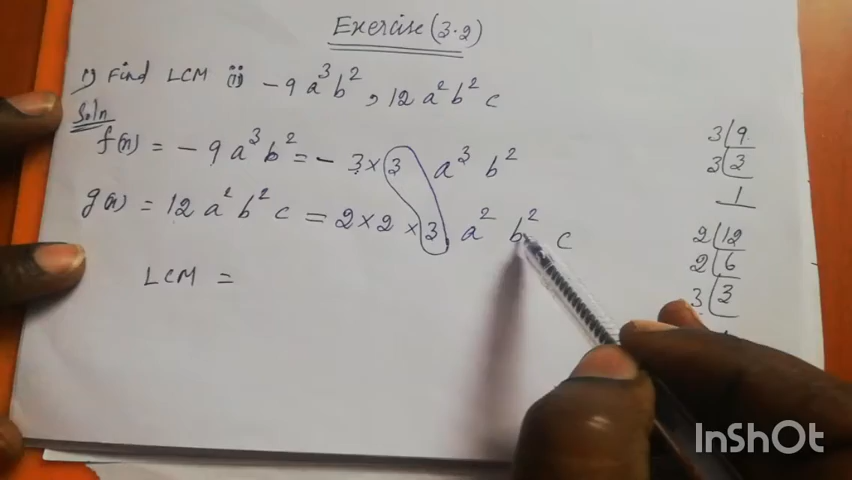 Exercise (3.2)
1) Find LCM (ii) -9a³b², 12a²b²c
Soln
f(x) = -9a³b² = -3×3 a³ b²
g(x) = 12a²b²c = 2×2×3 a² b² c
LCM =
3 | 9
3 | 3
1
2 | 12
2 | 6
3 | 3
InShOt